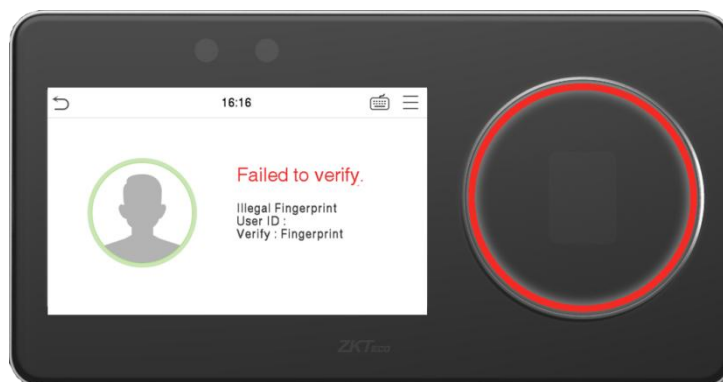 16:16
Failed to verify.
Illegal Fingerprint
User ID :
Verify : Fingerprint
ZKTeco